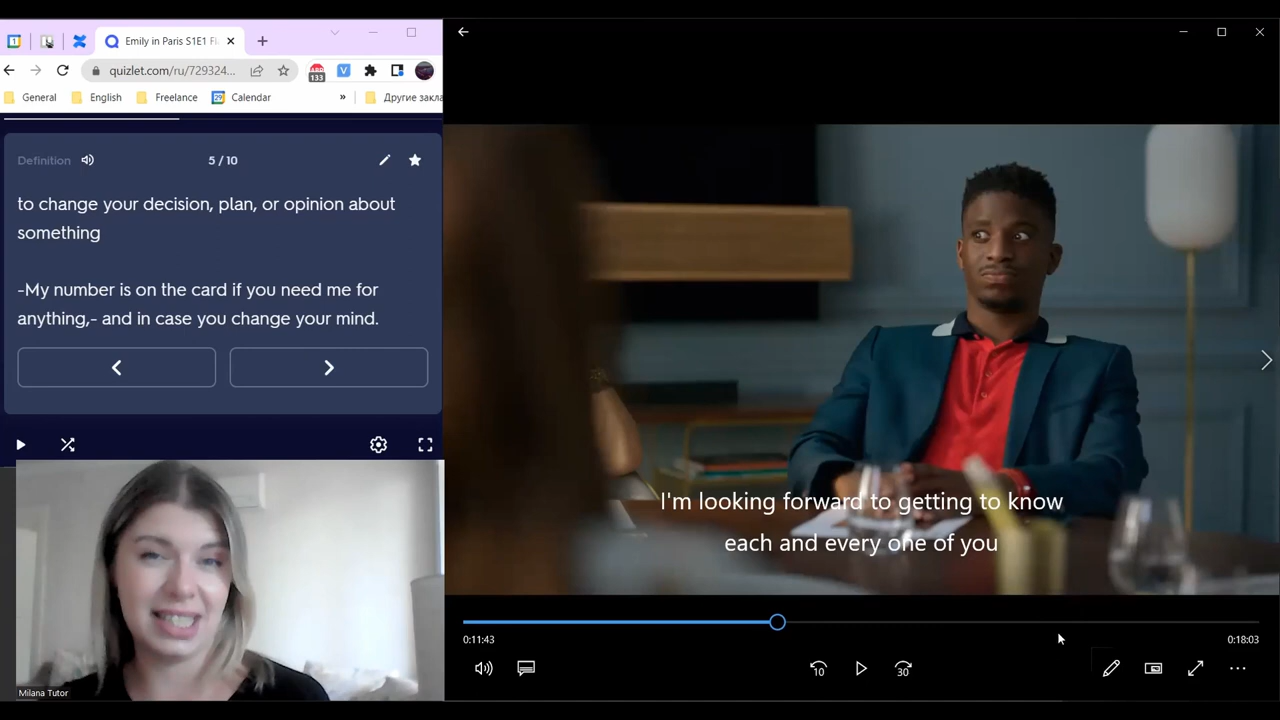 Emily in Paris S1E1 Fl
quizlet.com/ru/729324...
133
General
English
Freelance
29
Calendar
»
Другие закла
Definition
5 / 10
to change your decision, plan, or opinion about
something
-My number is on the card if you need me for
anything,- and in case you change your mind.
Milana Tutor
I'm looking forward to getting to know
each and every one of you
0:11:43
0:18:03
10
30